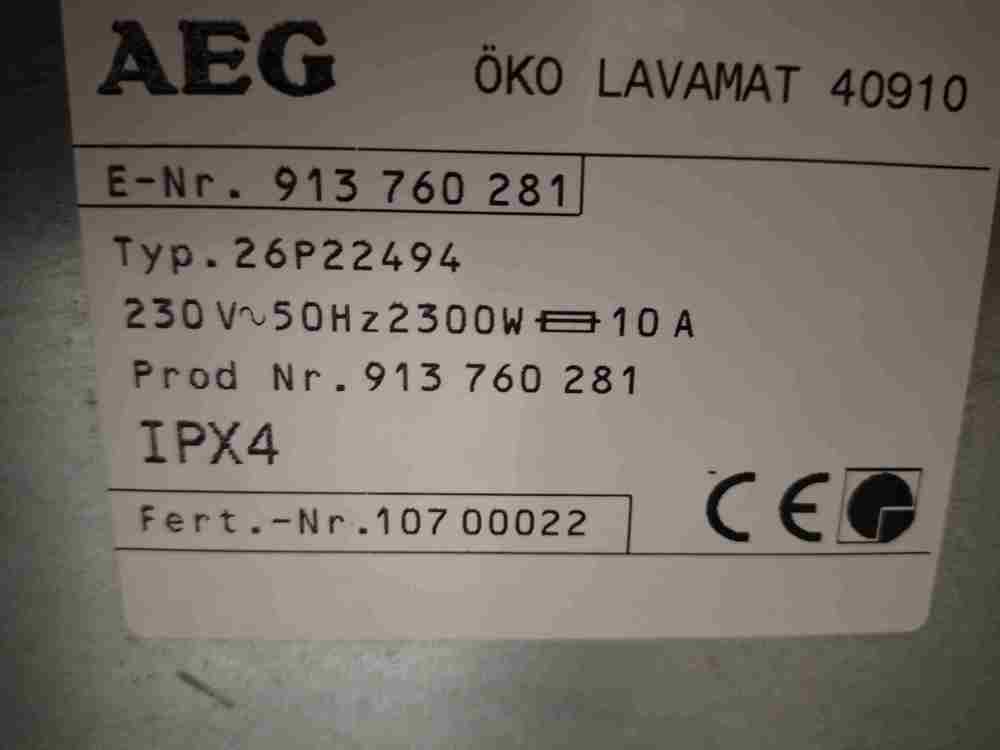 AEG ÖKO LAVAMAT 40910
E-Nr. 913 760 281
Typ. 26P22494
230 V~50Hz2300W 10 A
Prod Nr. 913 760 281
IPX4
Fert.-Nr.107 00022
CE